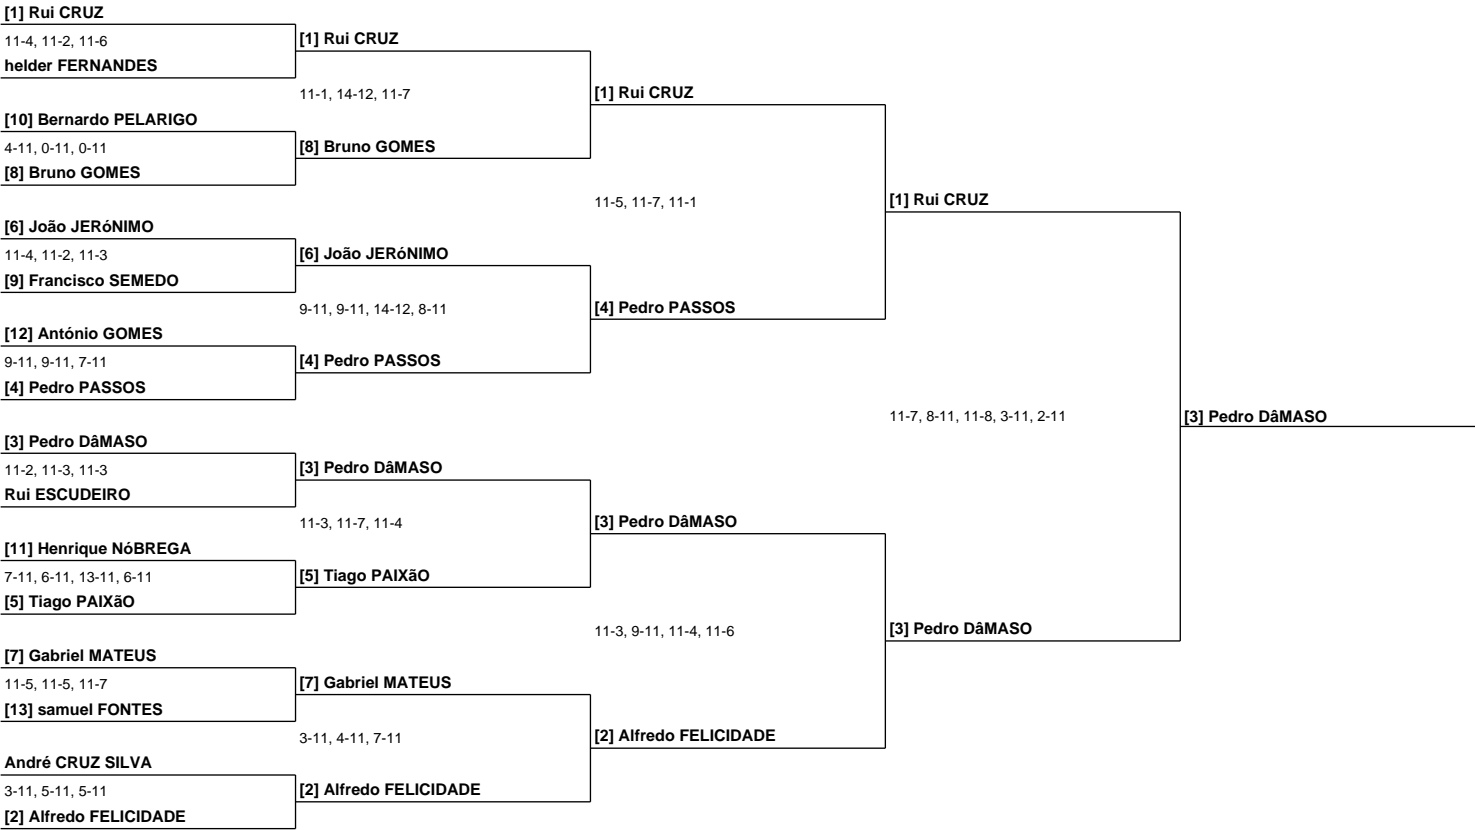 [1] Rui CRUZ
11-4, 11-2, 11-6
helder FERNANDES
[10] Bernardo PELARIGO
4-11, 0-11, 0-11
[8] Bruno GOMES
[6] João JERóNIMO
11-4, 11-2, 11-3
[9] Francisco SEMEDO
[12] António GOMES
9-11, 9-11, 7-11
[4] Pedro PASSOS
[3] Pedro DâMASO
11-2, 11-3, 11-3
Rui ESCUDEIRO
[11] Henrique NóBREGA
7-11, 6-11, 13-11, 6-11
[5] Tiago PAIXãO
[7] Gabriel MATEUS
11-5, 11-5, 11-7
[13] samuel FONTES
André CRUZ SILVA
3-11, 5-11, 5-11
[2] Alfredo FELICIDADE
[1] Rui CRUZ
11-1, 14-12, 11-7
[8] Bruno GOMES
[6] João JERóNIMO
9-11, 9-11, 14-12, 8-11
[4] Pedro PASSOS
[3] Pedro DâMASO
11-3, 11-7, 11-4
[5] Tiago PAIXãO
[7] Gabriel MATEUS
3-11, 4-11, 7-11
[2] Alfredo FELICIDADE
[1] Rui CRUZ
11-5, 11-7, 11-1
[4] Pedro PASSOS
[3] Pedro DâMASO
11-3, 9-11, 11-4, 11-6
[2] Alfredo FELICIDADE
[1] Rui CRUZ
11-7, 8-11, 11-8, 3-11, 2-11
[3] Pedro DâMASO
[3] Pedro DâMASO